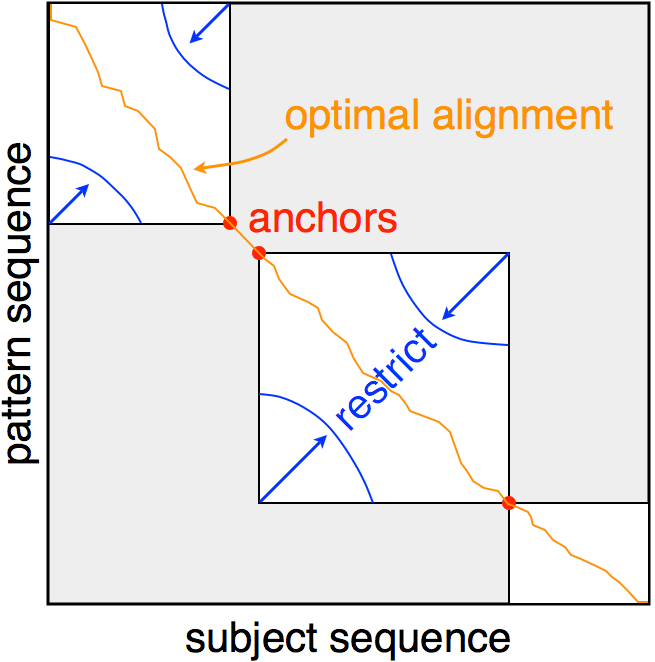 optimal alignment
anchors
restrict
pattern sequence
subject sequence